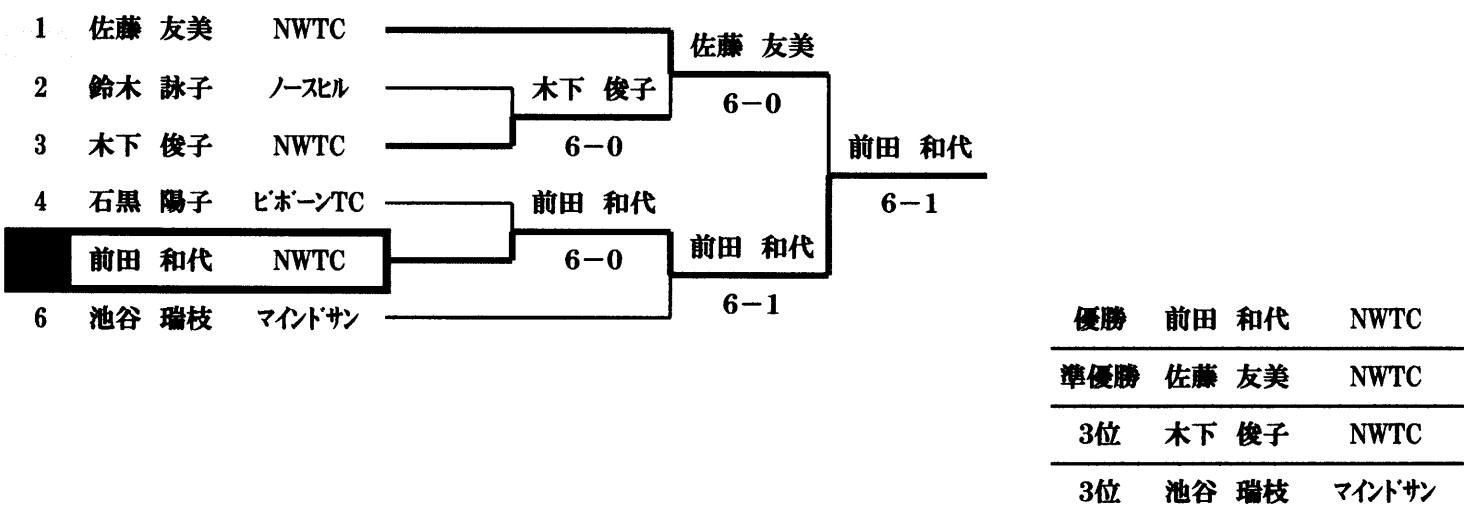 1 佐藤 友美 NWTC
佐藤 友美
2 鈴木 詠子 ノースヒル
木下 俊子
6-0
3 木下 俊子 NWTC
6-0
前田 和代
4 石黒 陽子 ビボーンTC
前田 和代
6-1
前田 和代 NWTC
6-0
前田 和代
6-1
6 池谷 瑞枝 マインドサン
優勝 前田 和代 NWTC
準優勝 佐藤 友美 NWTC
3位 木下 俊子 NWTC
3位 池谷 瑞枝 マインドサン